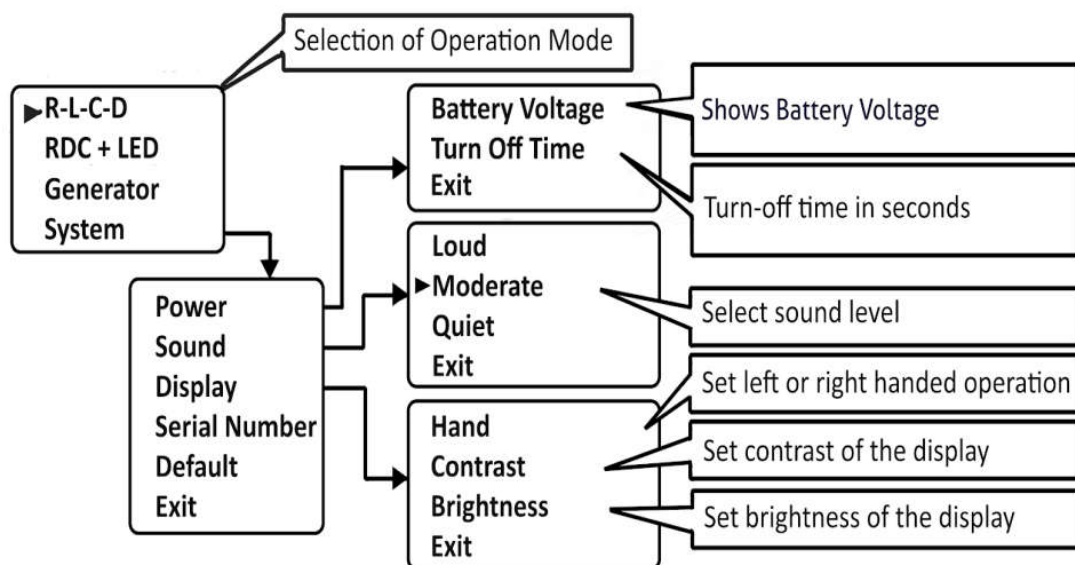 Selection of Operation Mode
R-L-C-D
RDC + LED
Generator
System
Power
Sound
Display
Serial Number
Default
Exit
Battery Voltage
Turn Off Time
Exit
Loud
Moderate
Quiet
Exit
Hand
Contrast
Brightness
Exit
Shows Battery Voltage
Turn-off time in seconds
Select sound level
Set left or right handed operation
Set contrast of the display
Set brightness of the display